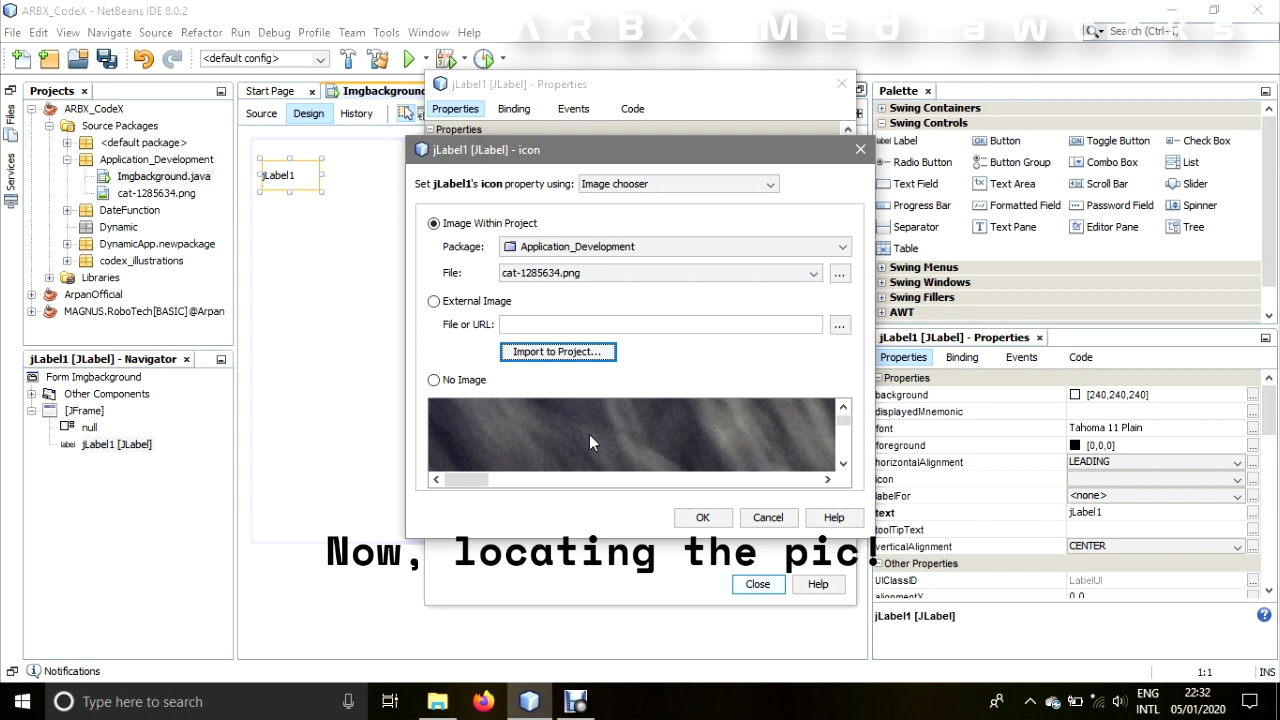 ARBX_CodeX - NetBeans IDE 8.0.2
ARBX Mediaworks
File Edit View Navigate Source Refactor Run Debug Profile Team Tools Window Help
Search (Ctrl+I)
<default config>
Projects
ARBX_CodeX
Source Packages
<default package>
Application_Development
Imgbackground.java
cat-1285634.png
DateFunction
Dynamic
DynamicApp.newpackage
codex_illustrations
Libraries
ArpanOfficial
MAGNUS.RoboTech[BASIC]@Arpan
Files
Services
jLabel1 [JLabel] - Navigator
Form Imgbackground
Other Components
[JFrame]
null
jLabel1 [JLabel]
Start Page
Imgbackground
Source Design History
jLabel1
jLabel1 [JLabel] - Properties
Properties Binding Events Code
Properties
jLabel1 [JLabel] - icon
Set jLabel1's icon property using: Image chooser
Image Within Project
Package: Application_Development
File: cat-1285634.png
...
External Image
File or URL:
...
Import to Project...
No Image
OK Cancel Help
Now, locating the pic!
Close Help
Palette
Swing Containers
Swing Controls
Label Button Toggle Button Check Box
Radio Button Button Group Combo Box List
Text Field Text Area Scroll Bar Slider
Progress Bar Formatted Field Password Field Spinner
Separator Text Pane Editor Pane Tree
Table
Swing Menus
Swing Windows
Swing Fillers
AWT
jLabel1 [JLabel] - Properties
Properties Binding Events Code
Properties
background [240,240,240]
displayedMnemonic
font Tahoma 11 Plain
foreground [0,0,0]
horizontalAlignment LEADING
icon
labelFor <none>
text jLabel1
toolTipText
verticalAlignment CENTER
Other Properties
UIClassID LabelUI
alignmentX 0.0
jLabel1 [JLabel]
Notifications
1:1 INS
Type here to search
ENG
INTL
22:32
05/01/2020